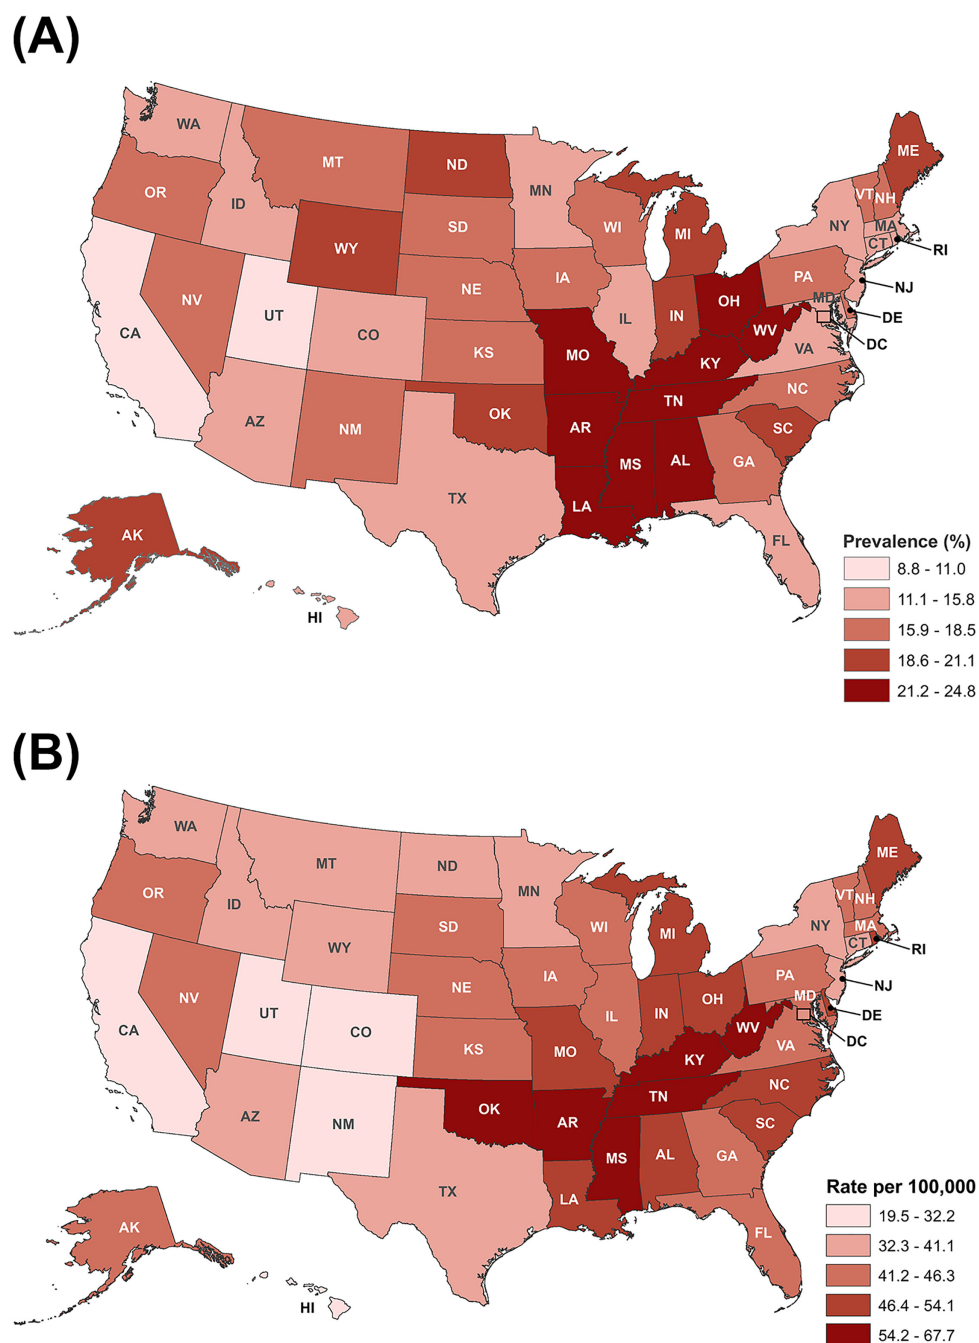 (A)
WA
MT
ND
MN
ME
OR
ID
WY
SD
WI
MI
VT
NH
NY
MA
CT
RI
NV
UT
CO
NE
IA
IL
IN
OH
PA
NJ
MD
DE
DC
CA
KS
MO
WV
VA
KY
AZ
NM
OK
AR
TN
NC
SC
TX
LA
MS
AL
GA
FL
AK
HI
Prevalence (%)
8.8 - 11.0
11.1 - 15.8
15.9 - 18.5
18.6 - 21.1
21.2 - 24.8
(B)
WA
MT
ND
MN
ME
OR
ID
WY
SD
WI
MI
VT
NH
NY
MA
CT
RI
NV
UT
CO
NE
IA
IL
IN
OH
PA
NJ
MD
DE
DC
CA
KS
MO
WV
VA
KY
AZ
NM
OK
AR
TN
NC
SC
TX
LA
MS
AL
GA
FL
AK
HI
Rate per 100,000
19.5 - 32.2
32.3 - 41.1
41.2 - 46.3
46.4 - 54.1
54.2 - 67.7